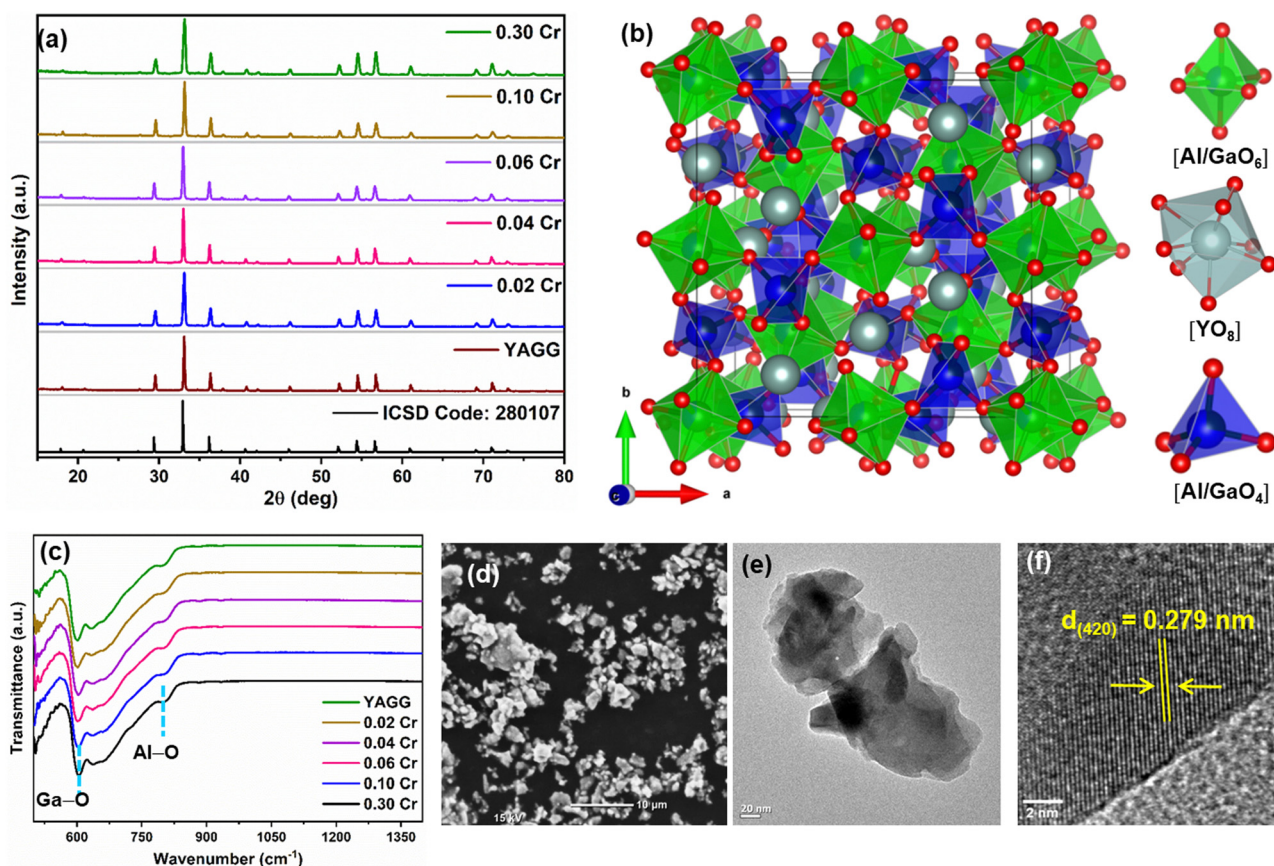 (a)
0.30 Cr
0.10 Cr
0.06 Cr
0.04 Cr
0.02 Cr
YAGG
ICSD Code: 280107
Intensity (a.u.)
10 20 30 40 50 60 70 80
2θ (deg)
(b)
b
c
a
[Al/GaO₆]
[YO₈]
[Al/GaO₄]
(c)
Transmittance (a.u.)
Ga–O
Al–O
YAGG
0.02 Cr
0.04 Cr
0.06 Cr
0.10 Cr
0.30 Cr
600 750 900 1050 1200 1350
Wavenumber (cm⁻¹)
(d)
15 kV
10 µm
(e)
20 nm
(f)
d₍₄₂₀₎ = 0.279 nm
2 nm